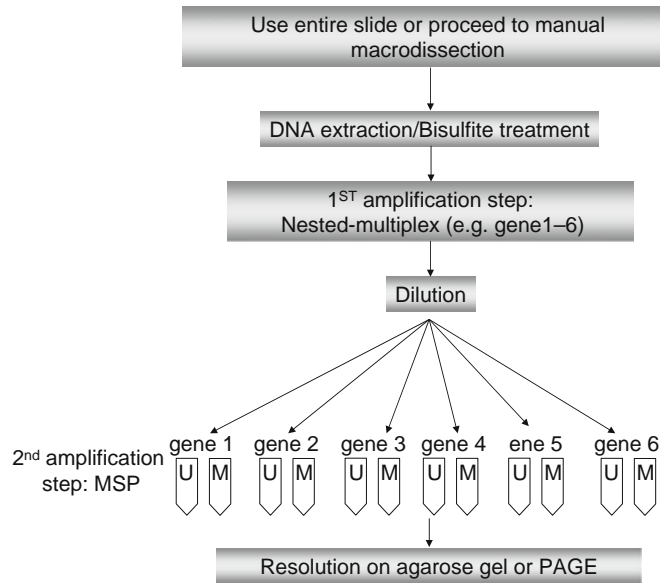 Use entire slide or proceed to manual
macrodissection
DNA extraction/Bisulfite treatment
1ST amplification step:
Nested-multiplex (e.g. gene1–6)
Dilution
gene 1 gene 2 gene 3 gene 4 ene 5 gene 6
2nd amplification
step: MSP
U M U M U M U M U M U M
Resolution on agarose gel or PAGE